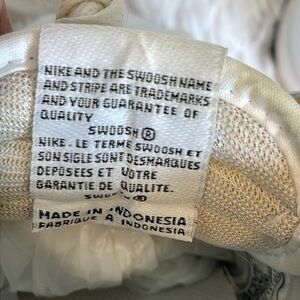 NIKE AND THE SWOOSH NAME
AND STRIPE ARE TRADEMARKS
AND YOUR GUARANTEE OF
QUALITY
SWOOSH®
NIKE. LE TERME SWOOSH ET
SON SIGLE SONT DESMARQUES
DEPOSEES ET VOTRE
GARANTIE DE QUALITE.
SWOOSH®
MADE IN INDONESIA
FABRIQUE A INDONESIA